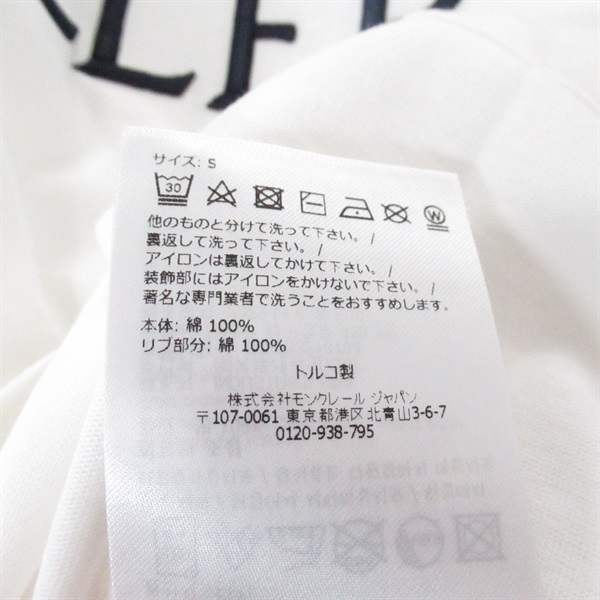 LER
サイズ: S
30
W
他のものと分けて洗って下さい。/
裏返して洗って下さい。/
アイロンは裏返してかけて下さい。/
装飾部にはアイロンをかけないで下さい。/
著名な専門業者で洗うことをおすすめします。
本体: 綿 100%
リブ部分: 綿 100%
トルコ製
株式会社モンクレール ジャパン
〒107-0061 東京都港区北青山3-6-7
0120-938-795